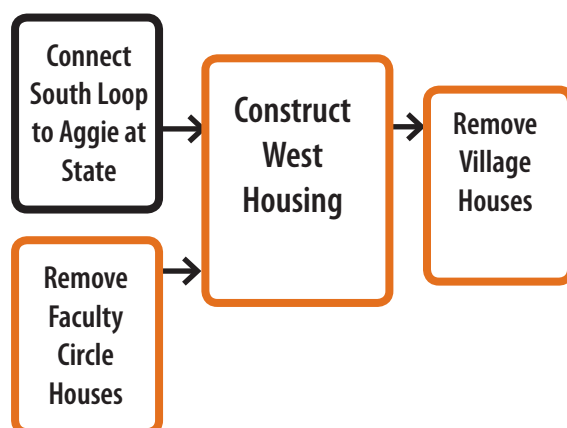 Connect
South Loop
to Aggie at
State
Construct
West
Housing
Remove
Village
Houses
Remove
Faculty
Circle
Houses